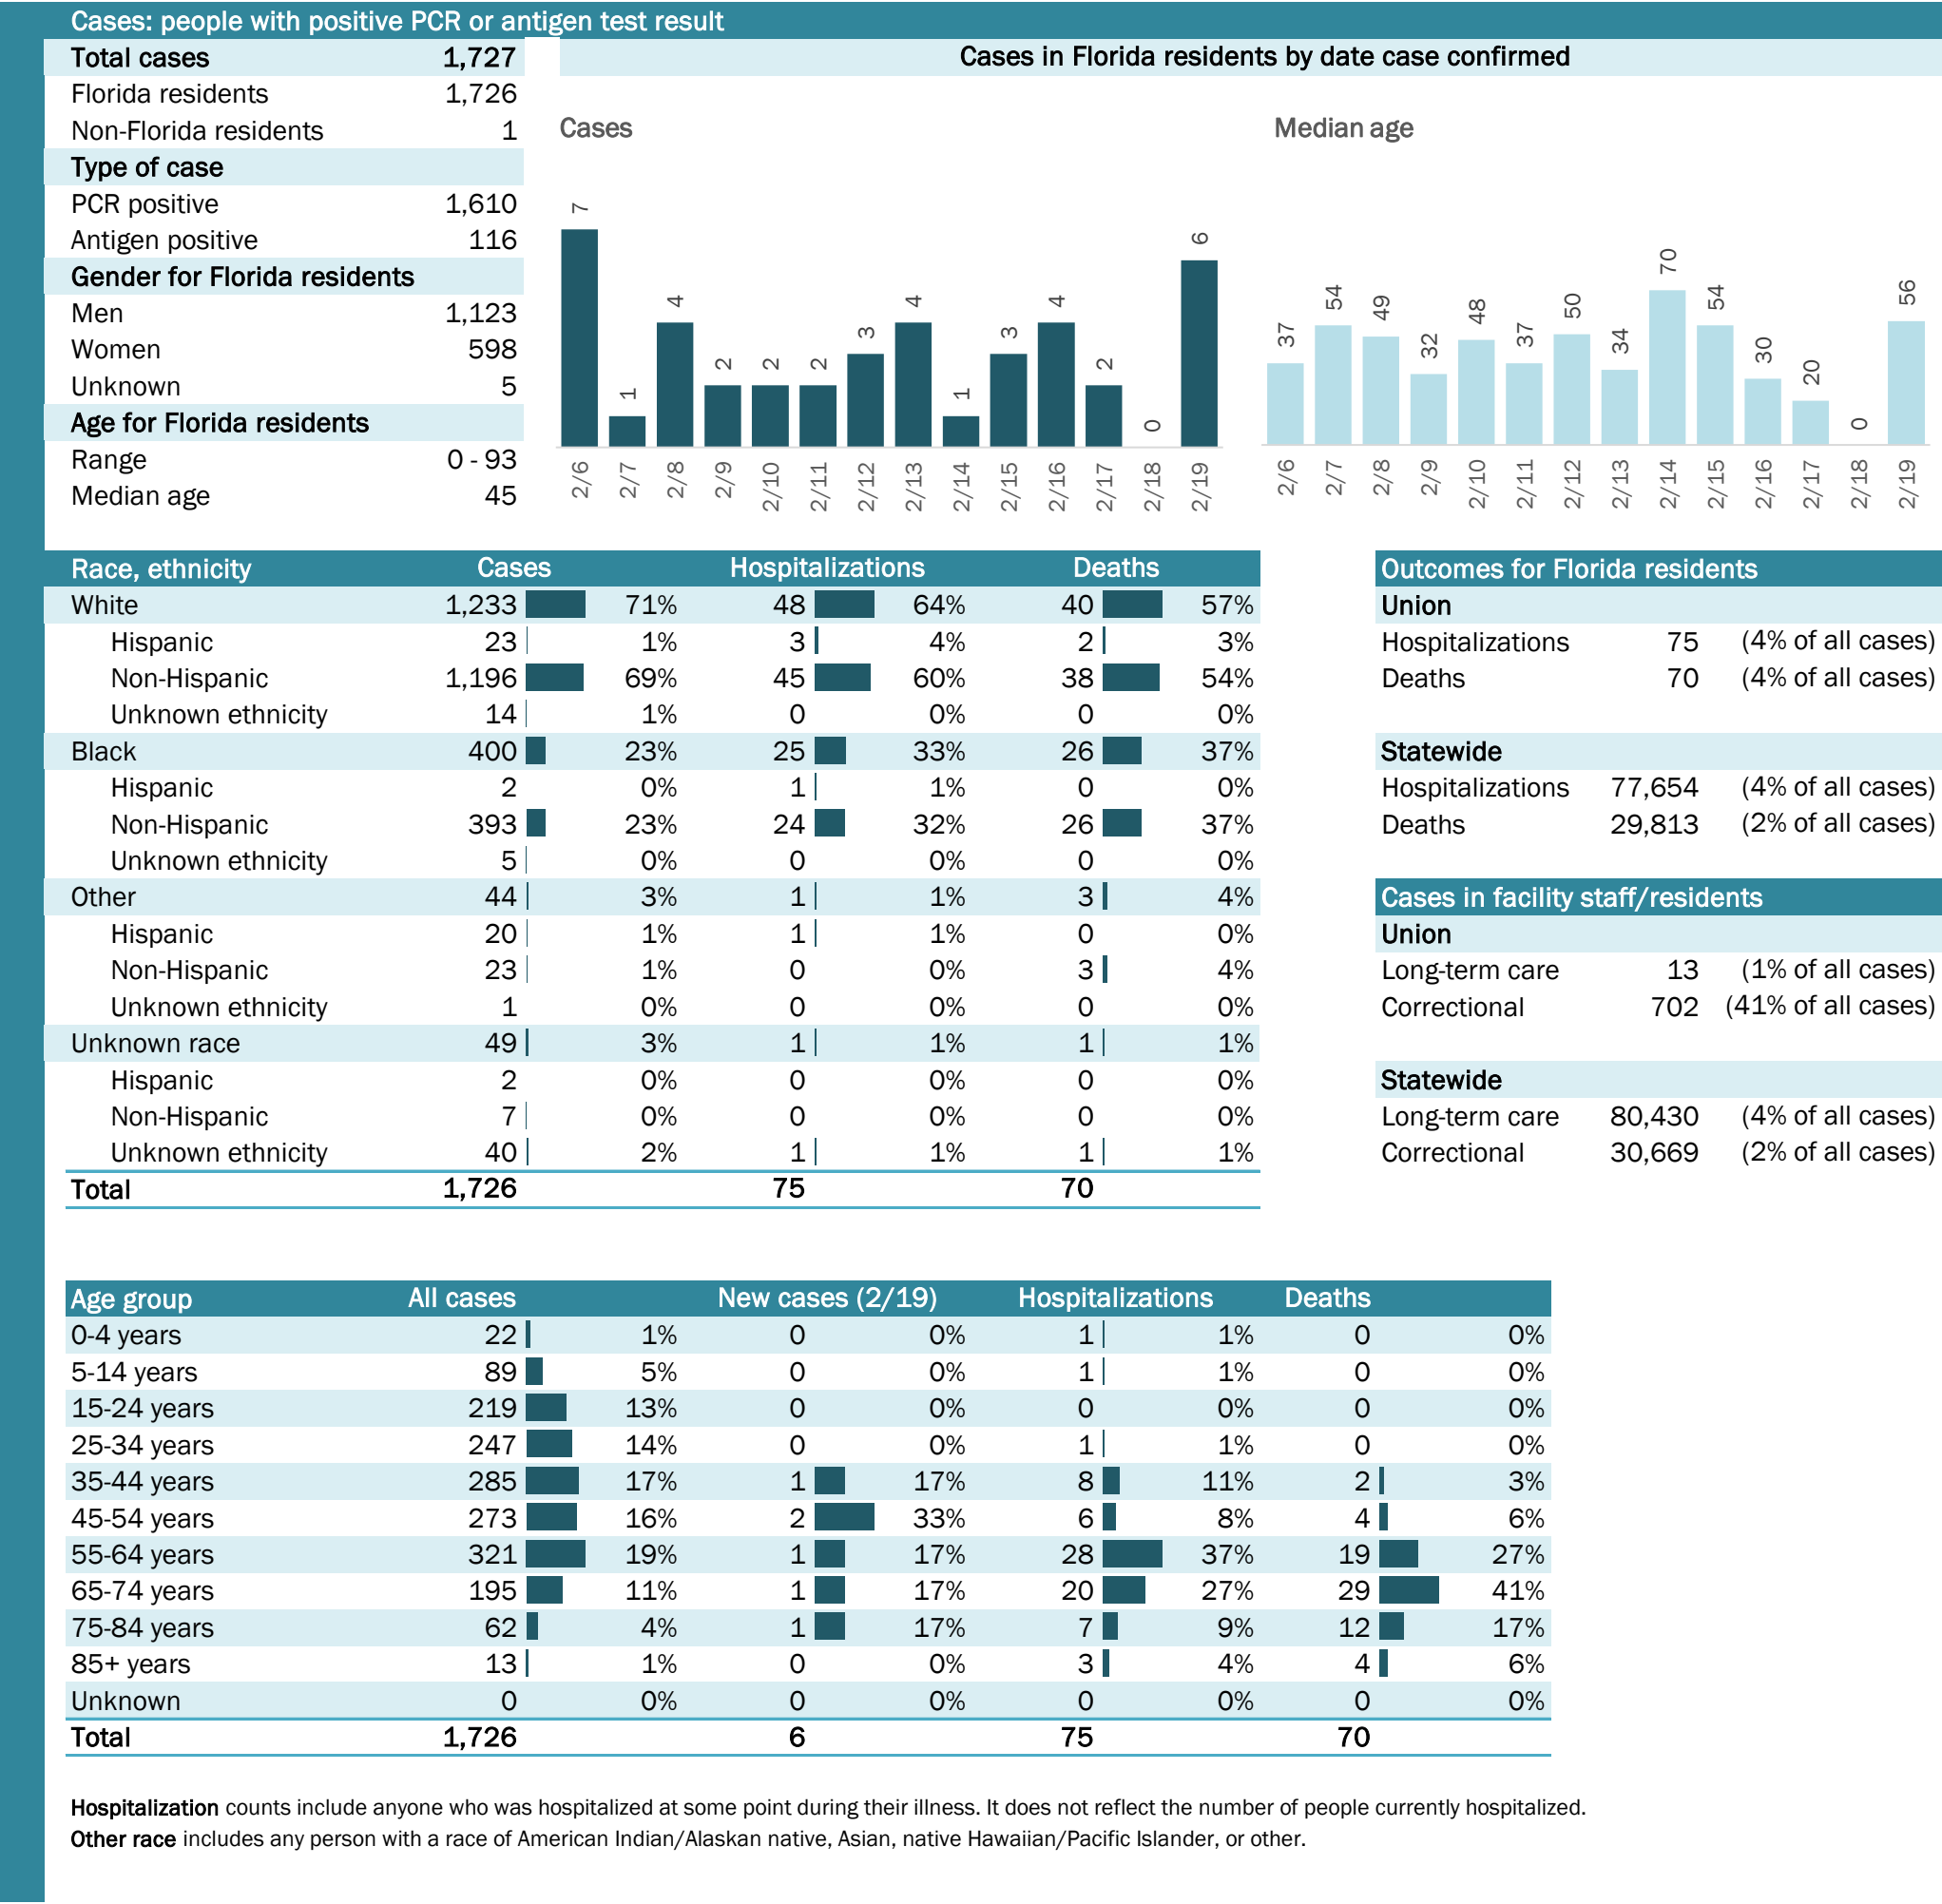 Cases: people with positive PCR or antigen test result
Total cases 1,727
Florida residents 1,726
Non-Florida residents 1
Type of case
PCR positive 1,610
Antigen positive 116
Gender for Florida residents
Men 1,123
Women 598
Unknown 5
Age for Florida residents
Range 0 - 93
Median age 45
Cases in Florida residents by date case confirmed
Cases
7 1 4 2 2 2 3 4 1 3 4 2 0 6
2/6 2/7 2/8 2/9 2/10 2/11 2/12 2/13 2/14 2/15 2/16 2/17 2/18 2/19
Median age
37 54 49 32 48 37 50 34 70 54 30 20 0 56
2/6 2/7 2/8 2/9 2/10 2/11 2/12 2/13 2/14 2/15 2/16 2/17 2/18 2/19
Race, ethnicity Cases Hospitalizations Deaths
White 1,233 71% 48 64% 40 57%
Hispanic 23 1% 3 4% 2 3%
Non-Hispanic 1,196 69% 45 60% 38 54%
Unknown ethnicity 14 1% 0 0% 0 0%
Black 400 23% 25 33% 26 37%
Hispanic 2 0% 1 1% 0 0%
Non-Hispanic 393 23% 24 32% 26 37%
Unknown ethnicity 5 0% 0 0% 0 0%
Other 44 3% 1 1% 3 4%
Hispanic 20 1% 1 1% 0 0%
Non-Hispanic 23 1% 0 0% 3 4%
Unknown ethnicity 1 0% 0 0% 0 0%
Unknown race 49 3% 1 1% 1 1%
Hispanic 2 0% 0 0% 0 0%
Non-Hispanic 7 0% 0 0% 0 0%
Unknown ethnicity 40 2% 1 1% 1 1%
Total 1,726 75 70
Outcomes for Florida residents
Union
Hospitalizations 75 (4% of all cases)
Deaths 70 (4% of all cases)
Statewide
Hospitalizations 77,654 (4% of all cases)
Deaths 29,813 (2% of all cases)
Cases in facility staff/residents
Union
Long-term care 13 (1% of all cases)
Correctional 702 (41% of all cases)
Statewide
Long-term care 80,430 (4% of all cases)
Correctional 30,669 (2% of all cases)
Age group All cases New cases (2/19) Hospitalizations Deaths
0-4 years 22 1% 0 0% 1 1% 0 0%
5-14 years 89 5% 0 0% 1 1% 0 0%
15-24 years 219 13% 0 0% 0 0% 0 0%
25-34 years 247 14% 0 0% 1 1% 0 0%
35-44 years 285 17% 1 17% 8 11% 2 3%
45-54 years 273 16% 2 33% 6 8% 4 6%
55-64 years 321 19% 1 17% 28 37% 19 27%
65-74 years 195 11% 1 17% 20 27% 29 41%
75-84 years 62 4% 1 17% 7 9% 12 17%
85+ years 13 1% 0 0% 3 4% 4 6%
Unknown 0 0% 0 0% 0 0% 0 0%
Total 1,726 6 75 70
Hospitalization counts include anyone who was hospitalized at some point during their illness. It does not reflect the number of people currently hospitalized.
Other race includes any person with a race of American Indian/Alaskan native, Asian, native Hawaiian/Pacific Islander, or other.